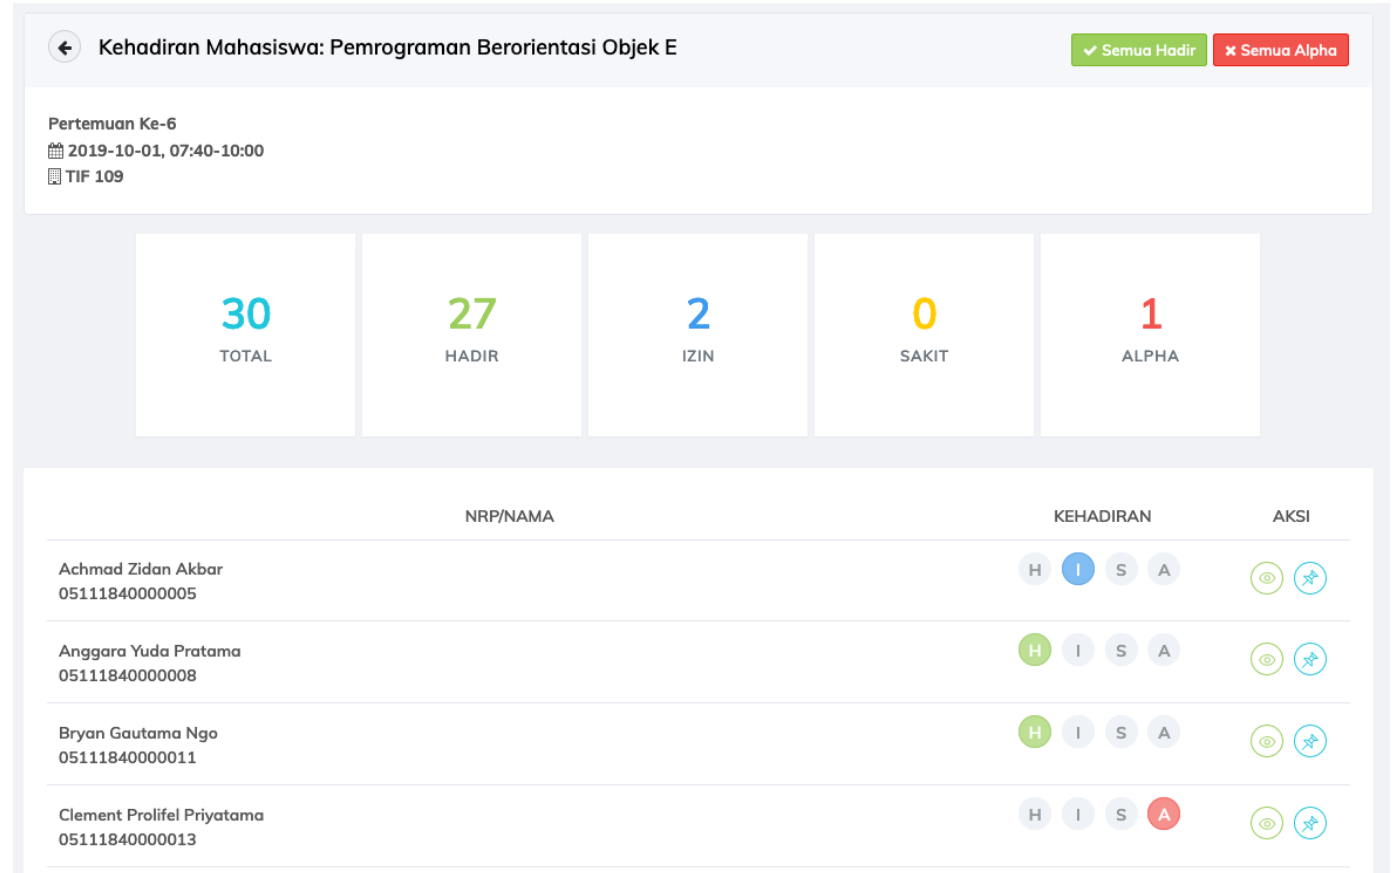 Kehadiran Mahasiswa: Pemrograman Berorientasi Objek E
Semua Hadir
Semua Alpha
Pertemuan Ke-6
2019-10-01, 07:40-10:00
TIF 109
30
TOTAL
27
HADIR
2
IZIN
0
SAKIT
1
ALPHA
NRP/NAMA KEHADIRAN AKSI
Achmad Zidan Akbar
05111840000005
H I S A
Anggara Yuda Pratama
05111840000008
H I S A
Bryan Gautama Ngo
05111840000011
H I S A
Clement Prolifel Priyatama
05111840000013
H I S A